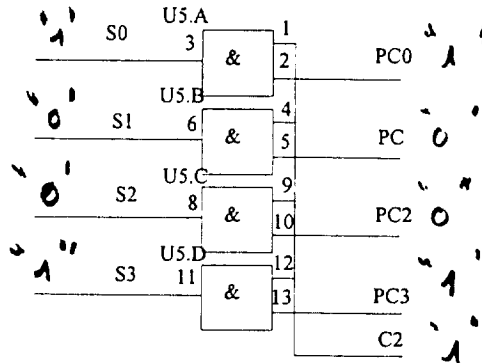 U5.A 1
"1" S0 3 & 2 PC0 "1"
U5.B 4
"0" S1 6 & 5 PC "0"
U5.C 9
"0" S2 8 & 10 PC2 "0"
U5.D 12
"1" S3 11 & 13 PC3 "1"
C2 "1"